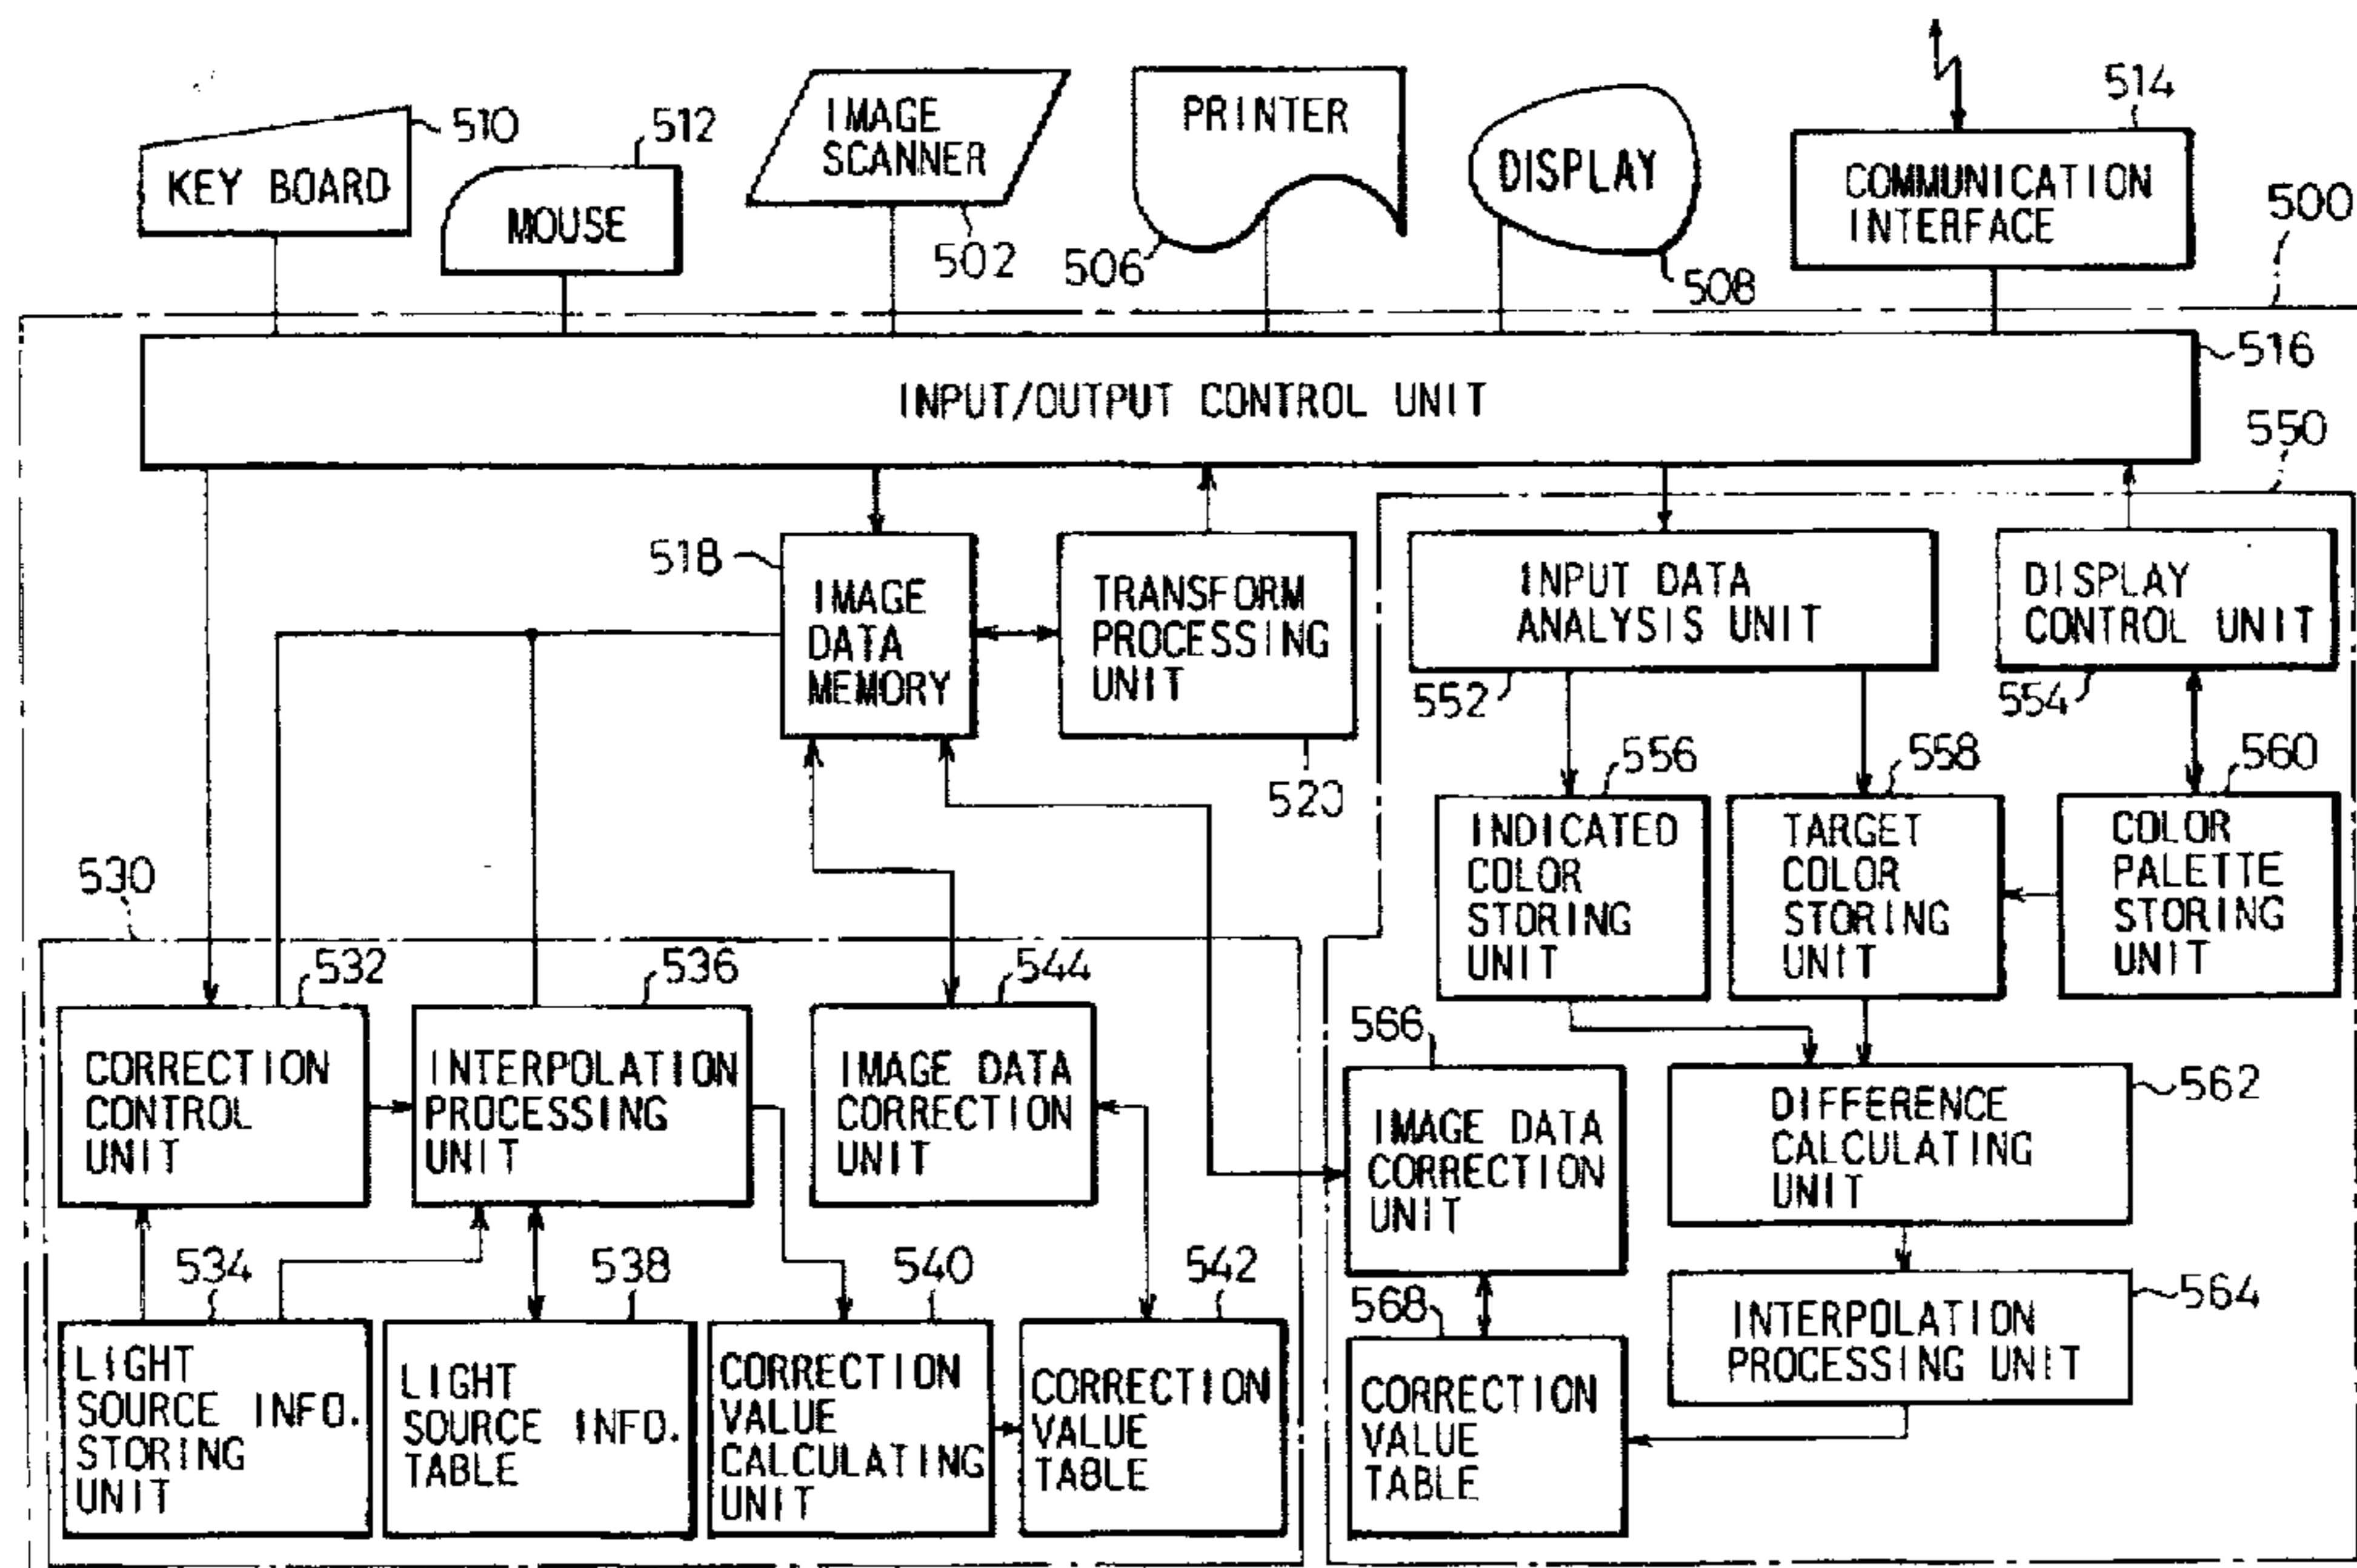 KEY BOARD
510
MOUSE
512
IMAGE
SCANNER
502
PRINTER
506
DISPLAY
508
514
COMMUNICATION
INTERFACE
500
516
INPUT/OUTPUT CONTROL UNIT
550
518
IMAGE
DATA
MEMORY
TRANSFORM
PROCESSING
UNIT
520
INPUT DATA
ANALYSIS UNIT
552
DISPLAY
CONTROL UNIT
554
556
INDICATED
COLOR
STORING
UNIT
558
TARGET
COLOR
STORING
UNIT
560
COLOR
PALETTE
STORING
UNIT
530
532
CORRECTION
CONTROL
UNIT
536
INTERPOLATION
PROCESSING
UNIT
544
IMAGE DATA
CORRECTION
UNIT
566
IMAGE DATA
CORRECTION
UNIT
562
DIFFERENCE
CALCULATING
UNIT
534
LIGHT
SOURCE INFO.
STORING
UNIT
538
LIGHT
SOURCE INFO.
TABLE
540
CORRECTION
VALUE
CALCULATING
UNIT
542
CORRECTION
VALUE
TABLE
568
CORRECTION
VALUE
TABLE
564
INTERPOLATION
PROCESSING UNIT